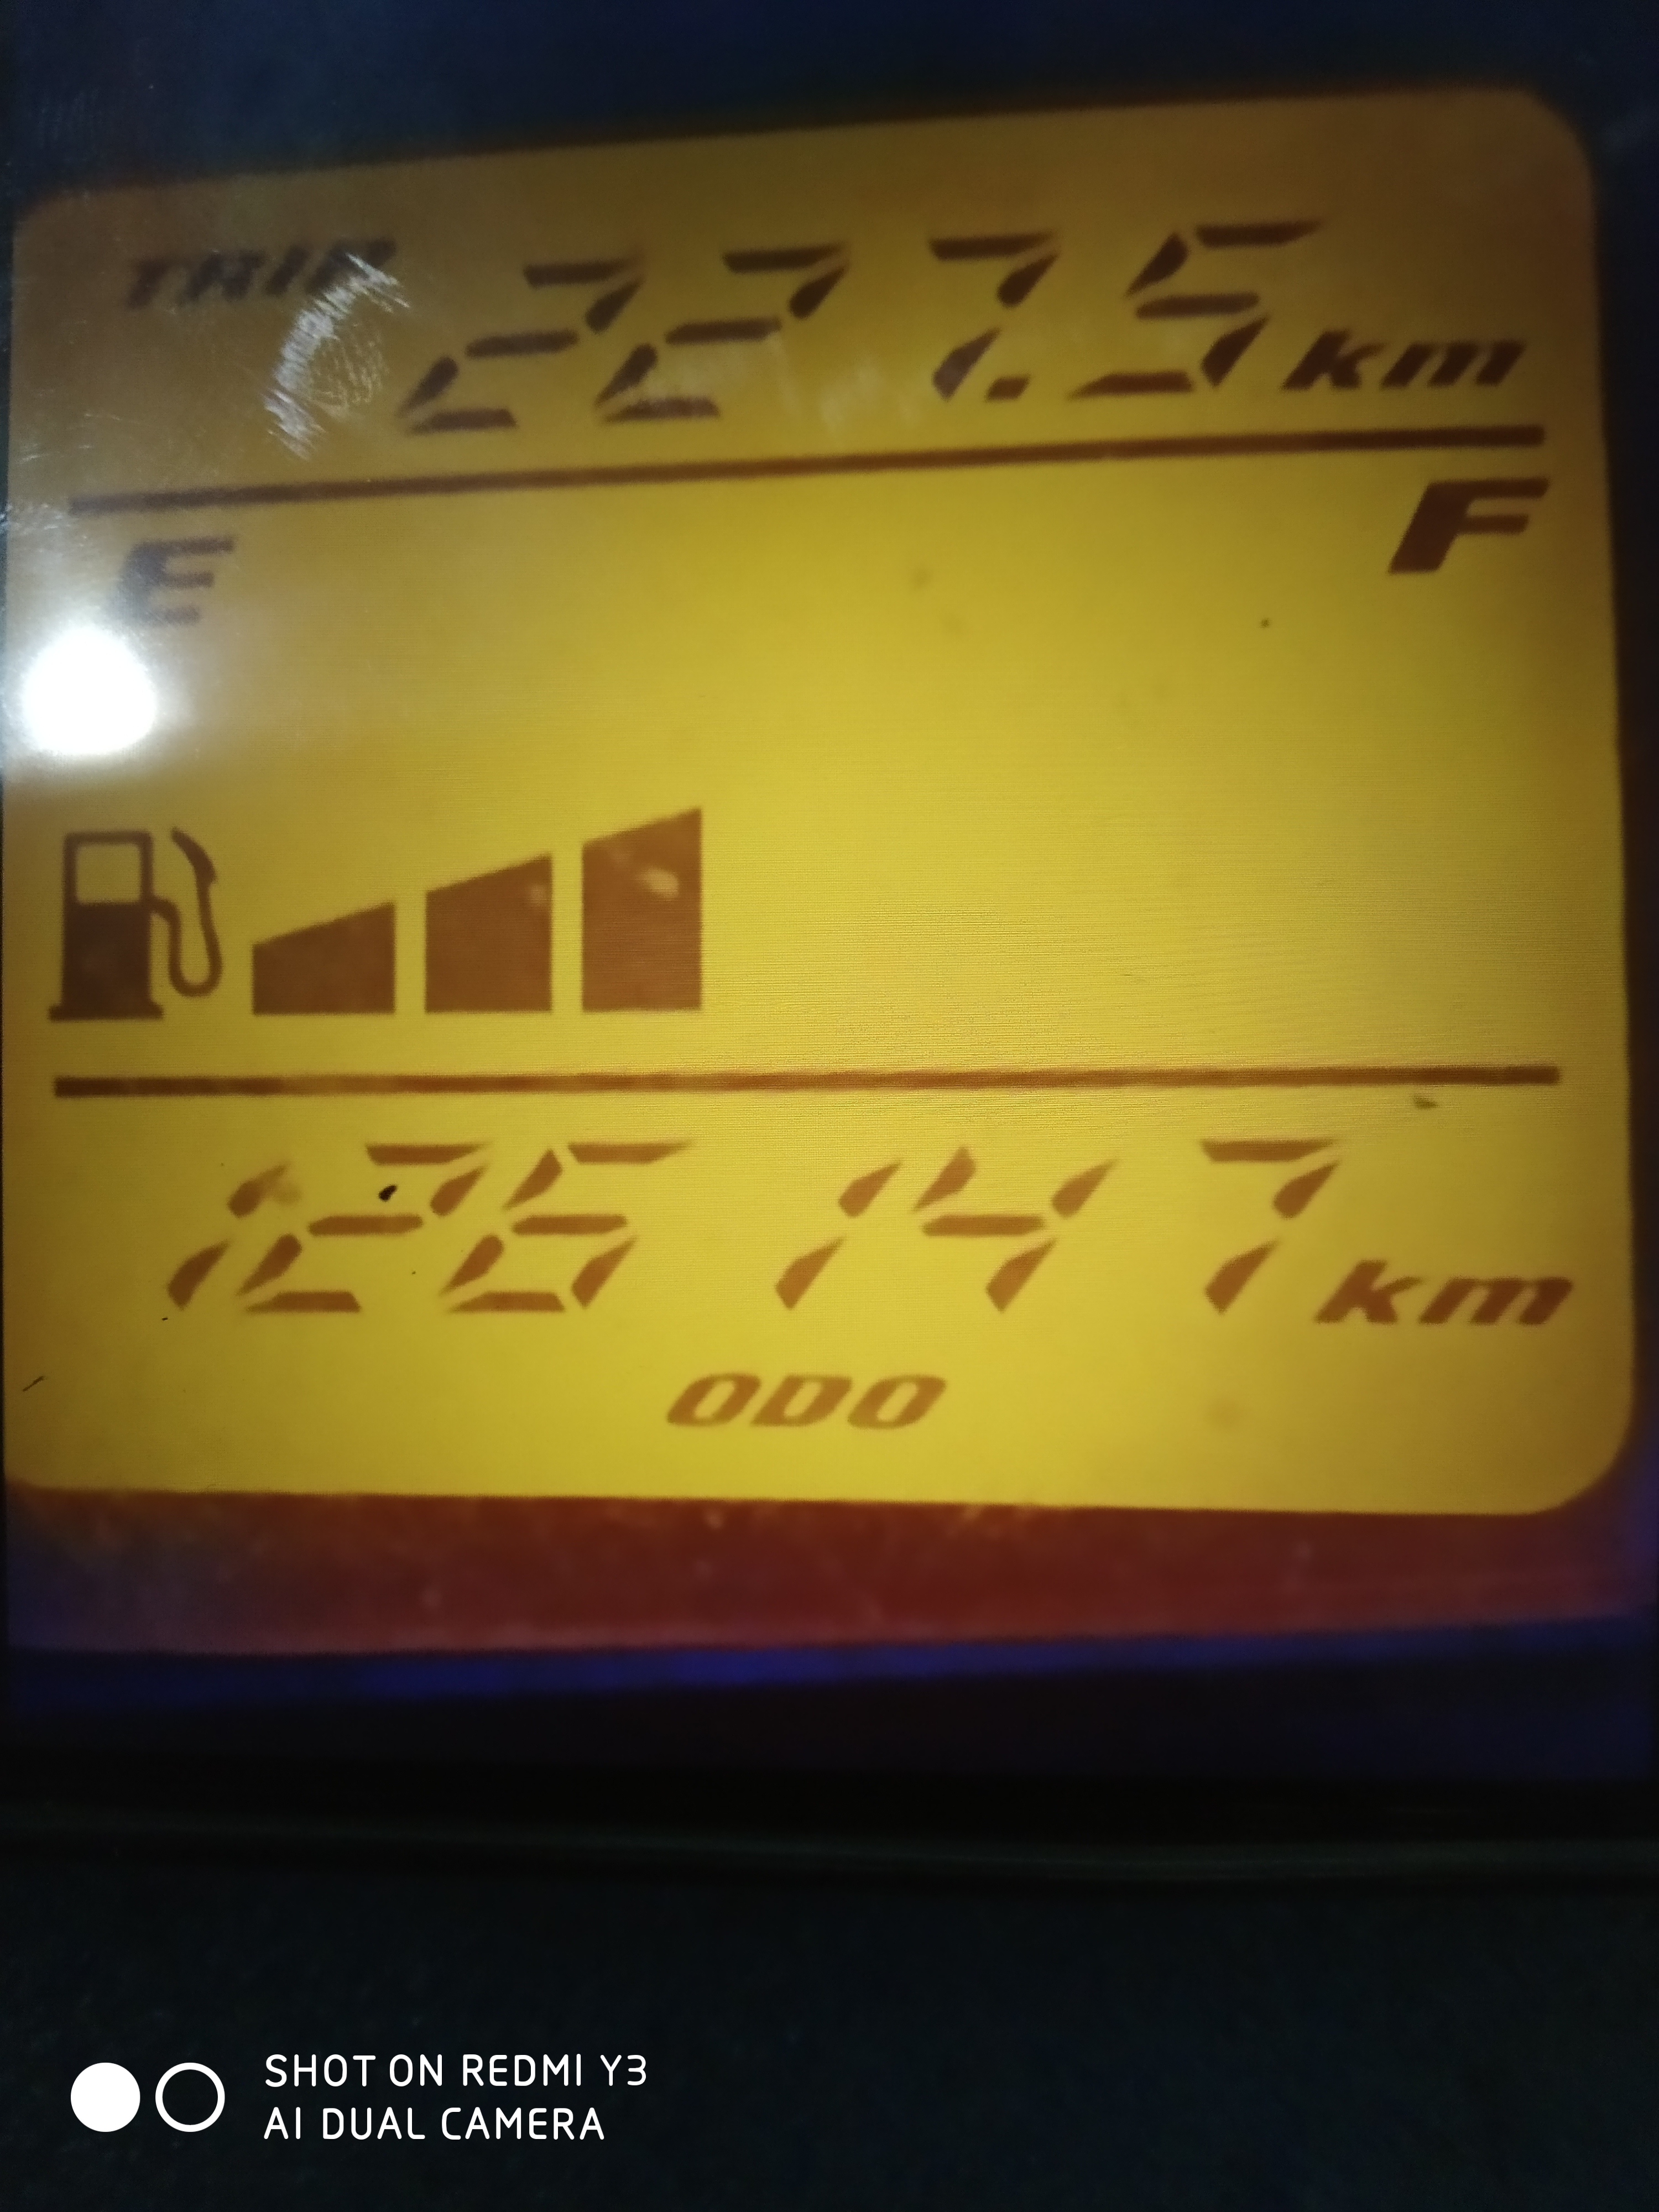 TRIP 227.5 km
E F
126147 km
ODO
SHOT ON REDMI Y3
AI DUAL CAMERA